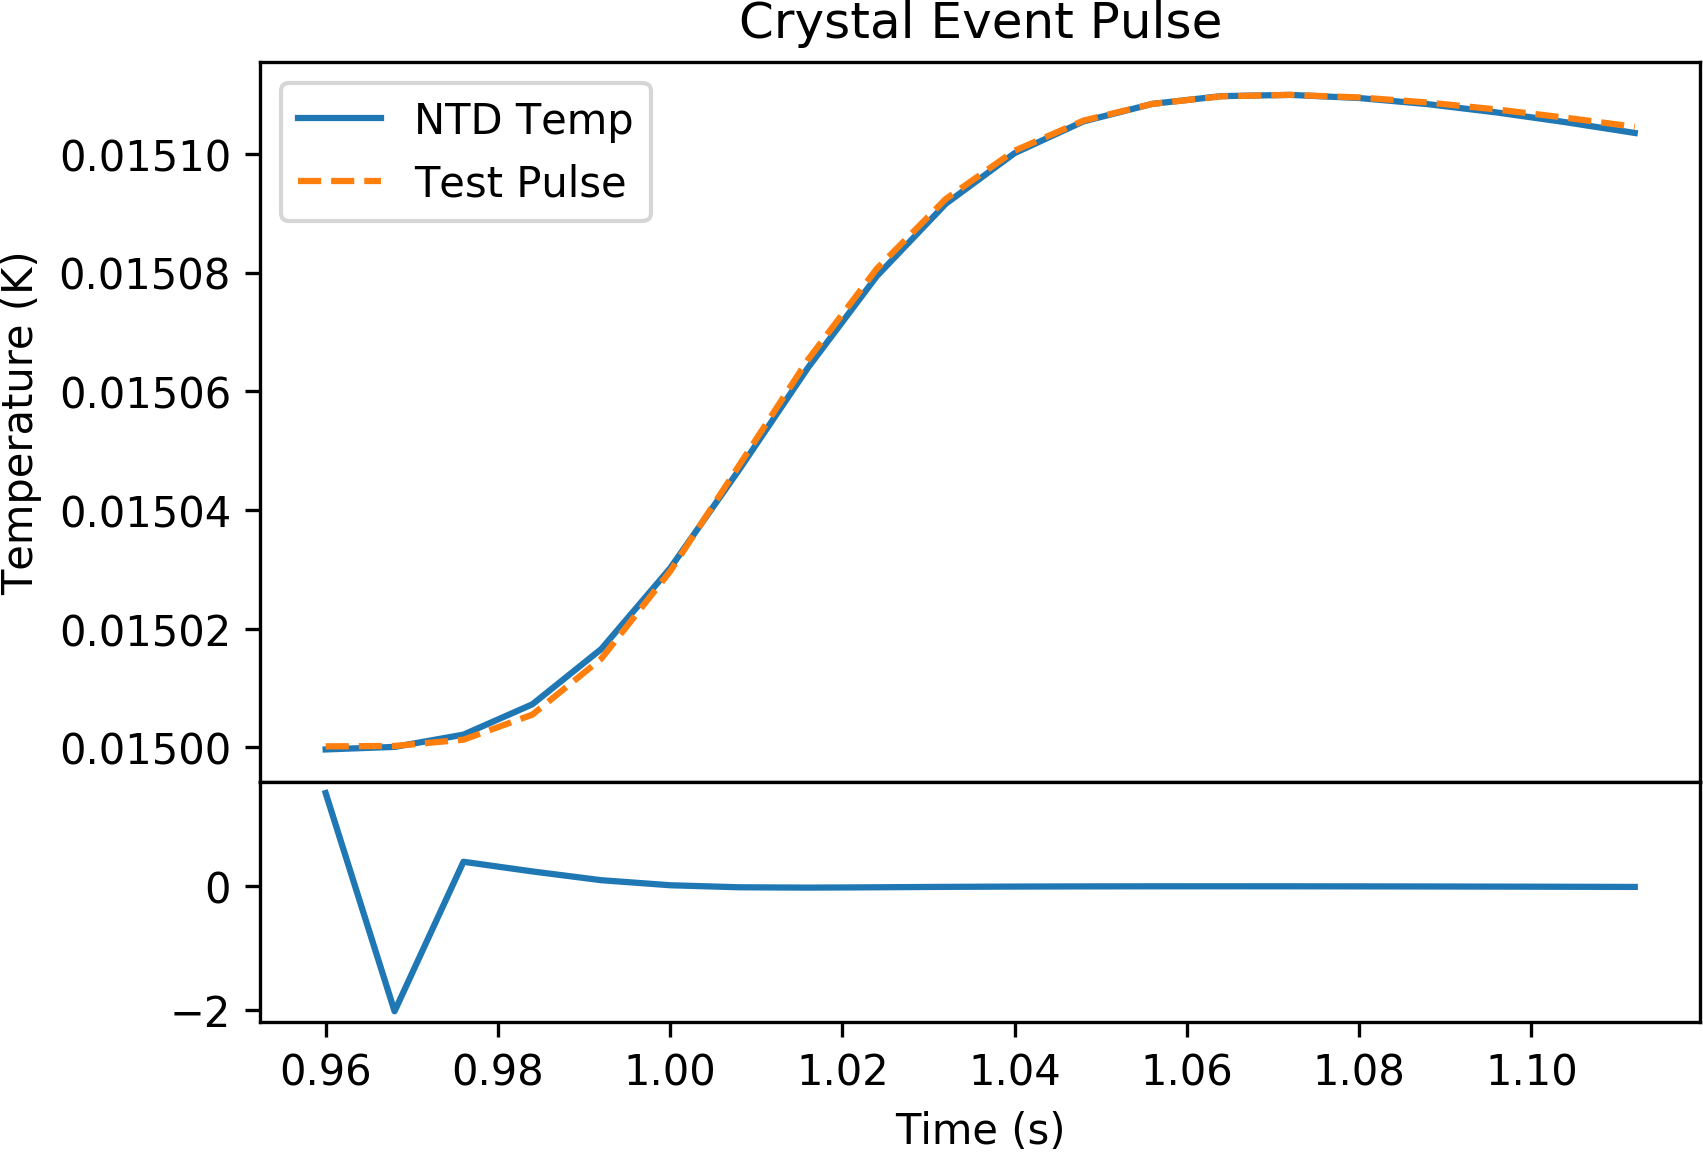 Crystal Event Pulse
NTD Temp
Test Pulse
Temperature (K)
0.01510
0.01508
0.01506
0.01504
0.01502
0.01500
0
−2
0.96 0.98 1.00 1.02 1.04 1.06 1.08 1.10
Time (s)